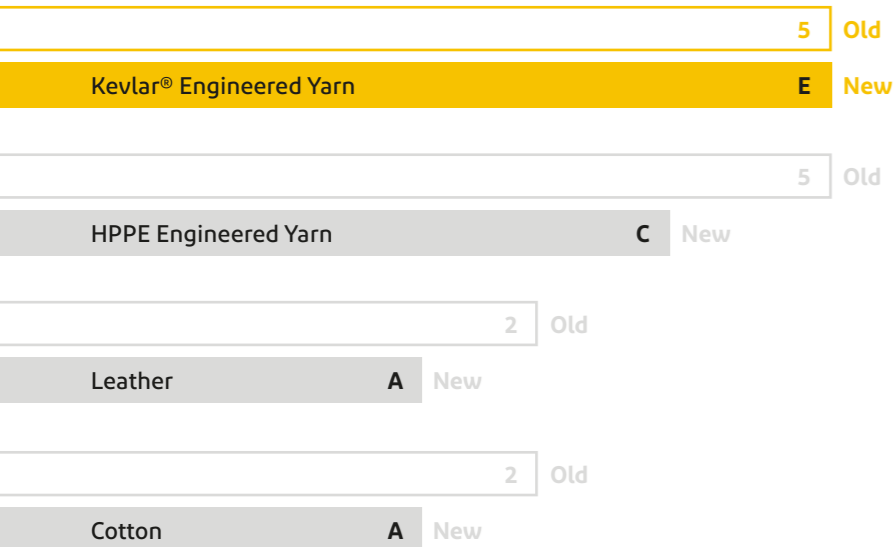 5 Old
Kevlar® Engineered Yarn E New
5 Old
HPPE Engineered Yarn C New
2 Old
Leather A New
2 Old
Cotton A New